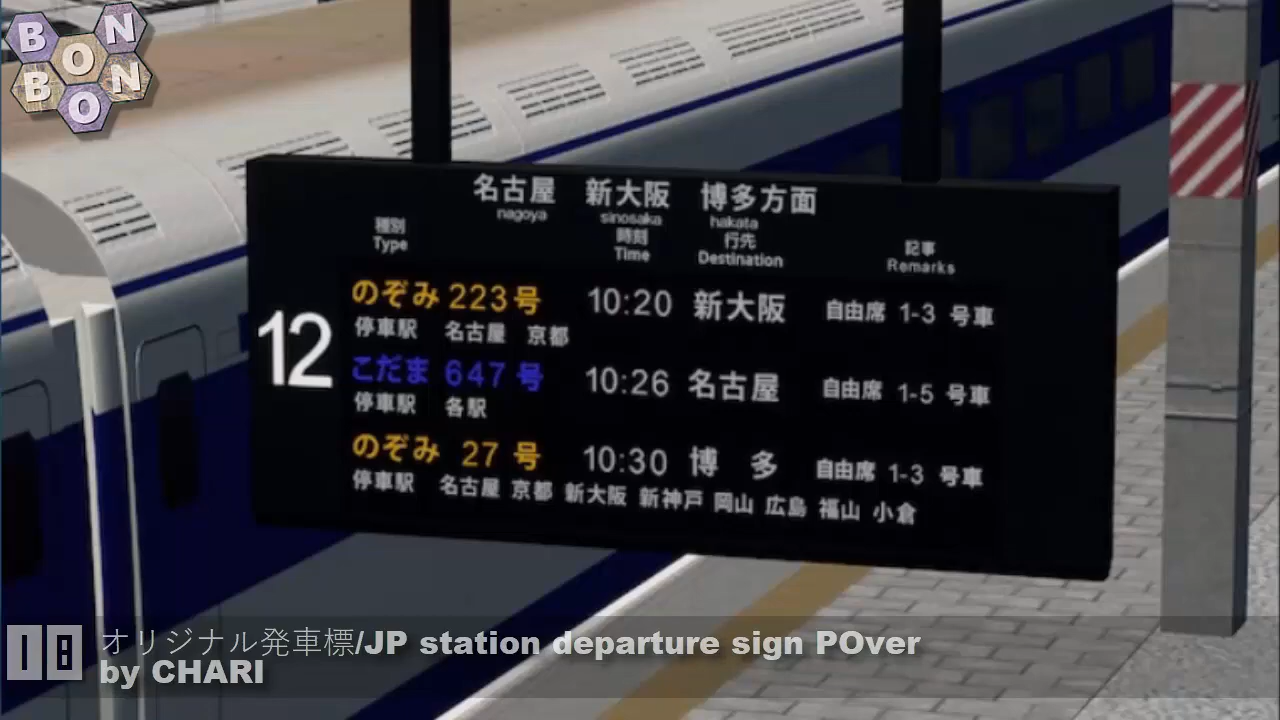 BON
BON
O
名古屋 新大阪 博多方面
nagoya sinosaka hakata
種別 時刻 行先 記事
Type Time Destination Remarks
12
のぞみ 223号 10:20 新大阪 自由席 1-3 号車
停車駅 名古屋 京都
こだま 647 号 10:26 名古屋 自由席 1-5 号車
停車駅 各駅
のぞみ 27 号 10:30 博 多 自由席 1-3 号車
停車駅 名古屋 京都 新大阪 新神戸 岡山 広島 福山 小倉
18
オリジナル発車標/JP station departure sign POver
by CHARI